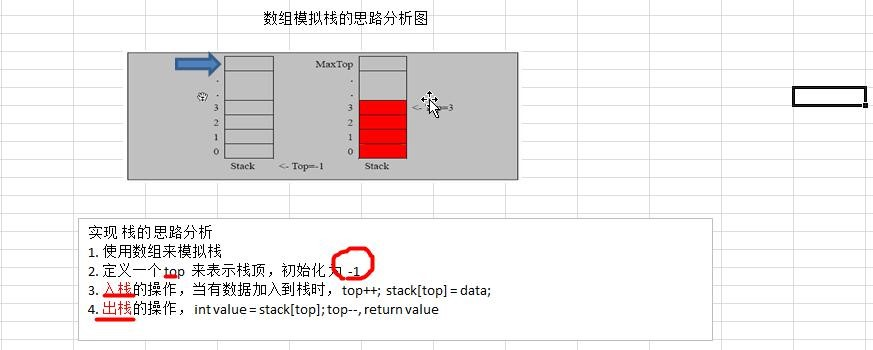 数组模拟栈的思路分析图
MaxTop
.
.
.
.
3
3
<- =3
2
2
1
1
0
0
Stack
<- Top=-1
Stack
实现 栈的思路分析
1. 使用数组来模拟栈
2. 定义一个 top 来表示栈顶，初始化 为 -1
3. 入栈的操作，当有数据加入到栈时，top++; stack[top] = data;
4. 出栈的操作， int value = stack[top]; top--, return value